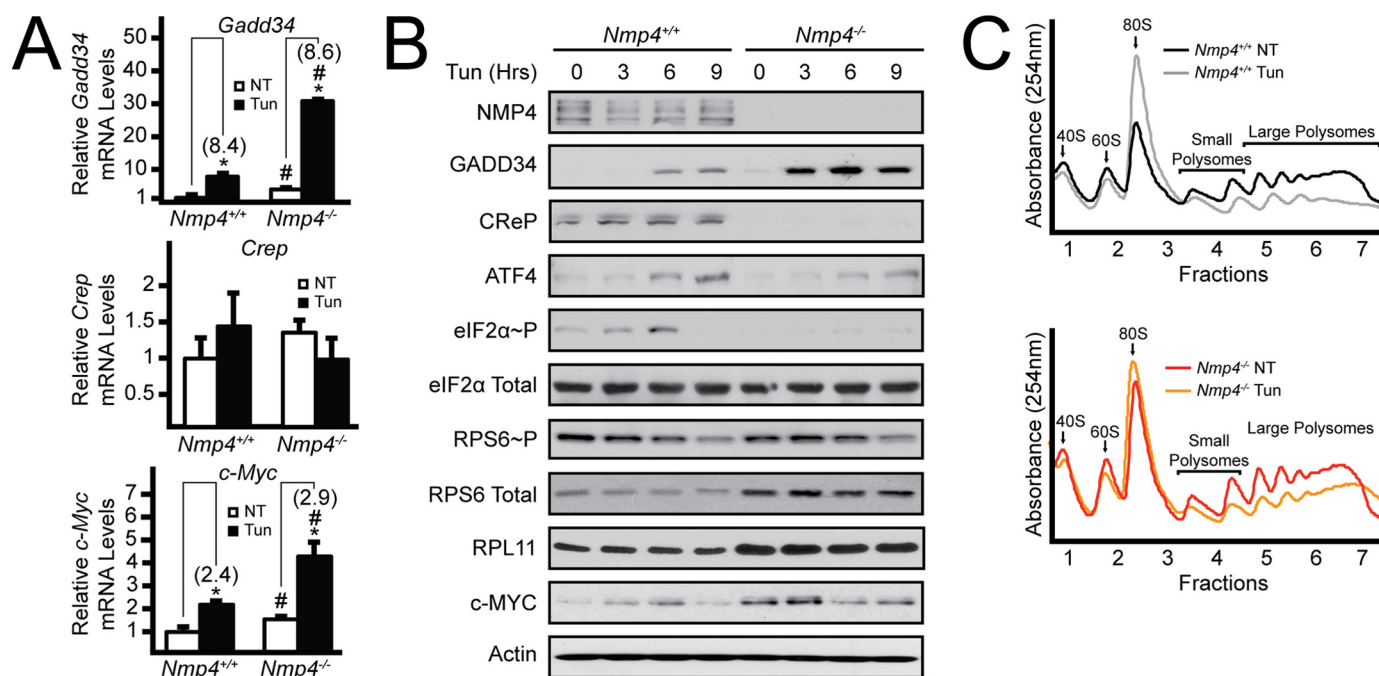 A
Gadd34
Relative Gadd34
mRNA Levels
50
40
30
20
10
1
NT
Tun
(8.4)
*
#
(8.6)
#
*
Nmp4+/+
Nmp4-/-
Crep
Relative Crep
mRNA Levels
2
1.5
1
0.5
NT
Tun
Nmp4+/+
Nmp4-/-
c-Myc
Relative c-Myc
mRNA Levels
7
6
5
4
3
2
1
NT
Tun
(2.4)
*
#
(2.9)
#
*
Nmp4+/+
Nmp4-/-
B
Nmp4+/+ Nmp4-/-
Tun (Hrs) 0 3 6 9 0 3 6 9
NMP4
GADD34
CReP
ATF4
eIF2α~P
eIF2α Total
RPS6~P
RPS6 Total
RPL11
c-MYC
Actin
C
Absorbance (254nm)
80S
Nmp4+/+ NT
Nmp4+/+ Tun
40S
60S
Small
Polysomes
Large Polysomes
1 2 3 4 5 6 7
Fractions
Absorbance (254nm)
80S
Nmp4-/- NT
Nmp4-/- Tun
40S
60S
Small
Polysomes
Large Polysomes
1 2 3 4 5 6 7
Fractions